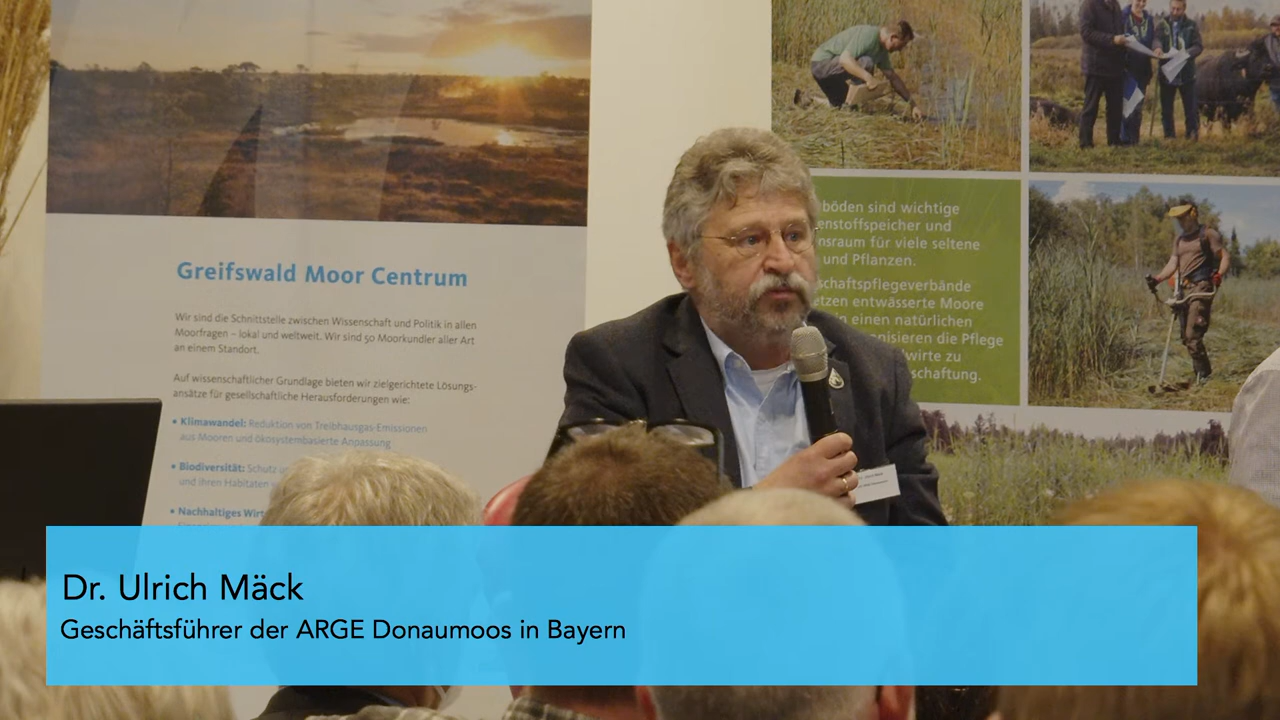 Greifswald Moor Centrum
Wir sind die Schnittstelle zwischen Wissenschaft und Politik in allen
Moorfragen – lokal und weltweit. Wir sind 50 Moorkundler aller Art
an einem Standort.
Auf wissenschaftlicher Grundlage bieten wir zielgerichtete Lösungs-
ansätze für gesellschaftliche Herausforderungen wie:
• Klimawandel: Reduktion von Treibhausgas-Emissionen
aus Mooren und ökosystembasierte Anpassung
• Biodiversität: Schutz
und ihren Habitaten
• Nachhaltiges
böden sind wichtige
enstoffspeicher und
nsraum für viele seltene
und Pflanzen.
schaftspflegeverbände
etzen entwässerte Moore
in einen natürlichen
nisieren die Pflege
wirte zu
schaftung.
Dr. Ulrich Mäck
Geschäftsführer der ARGE Donaumoos in Bayern